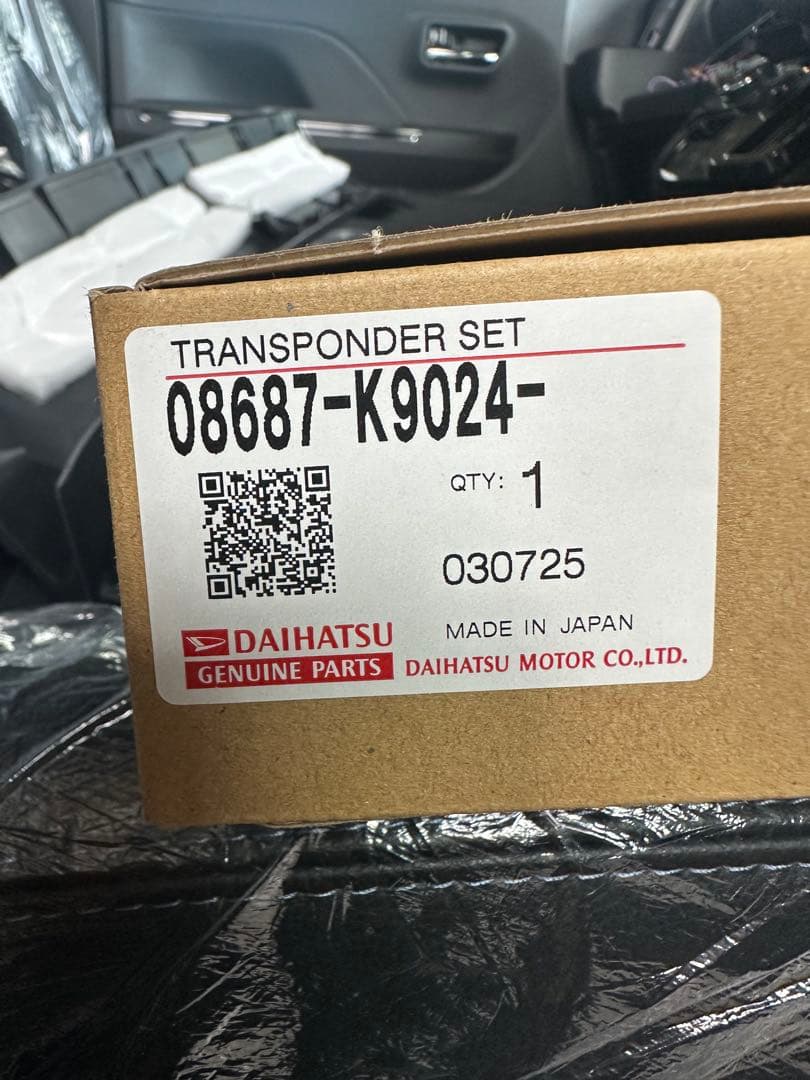 TRANSPONDER SET
08687-K9024-
QTY: 1
030725
MADE IN JAPAN
DAIHATSU
GENUINE PARTS
DAIHATSU MOTOR CO.,LTD.